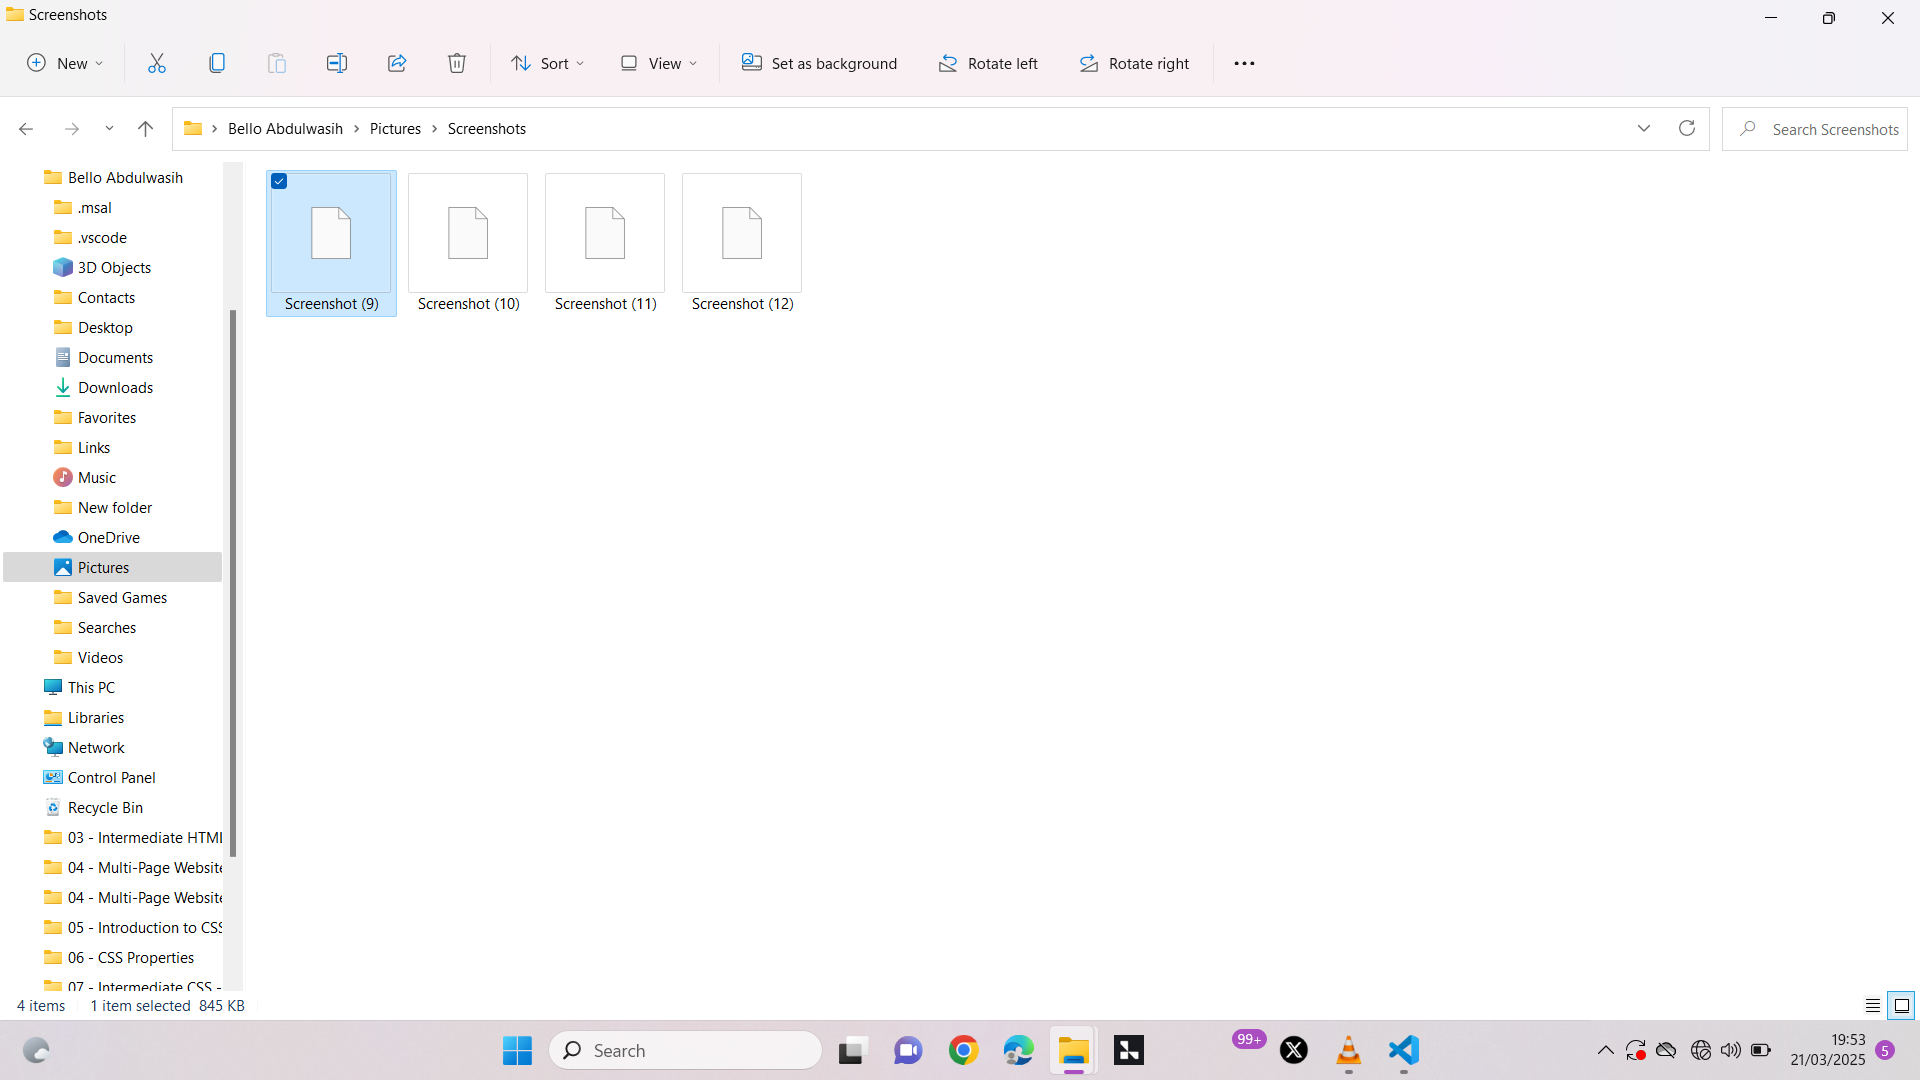 Screenshots
New
Sort
View
Set as background
Rotate left
Rotate right
Bello Abdulwasih
Pictures
Screenshots
Search Screenshots
Bello Abdulwasih
.msal
.vscode
3D Objects
Contacts
Desktop
Documents
Downloads
Favorites
Links
Music
New folder
OneDrive
Pictures
Saved Games
Searches
Videos
This PC
Libraries
Network
Control Panel
Recycle Bin
03 - Intermediate HTML
04 - Multi-Page Website
04 - Multi-Page Website
05 - Introduction to CSS
06 - CSS Properties
07 - Intermediate CSS -
Screenshot (9)
Screenshot (10)
Screenshot (11)
Screenshot (12)
4 items
1 item selected 845 KB
Search
99+
19:53
21/03/2025
5